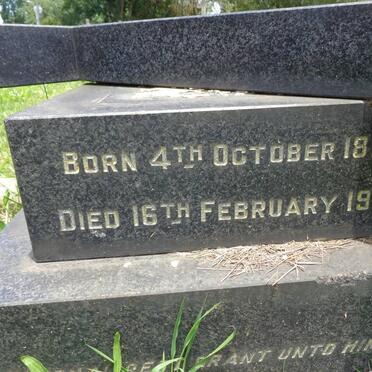 BORN 4TH OCTOBER 18
DIED 16TH FEBRUARY 19
GRANT UNTO HIM